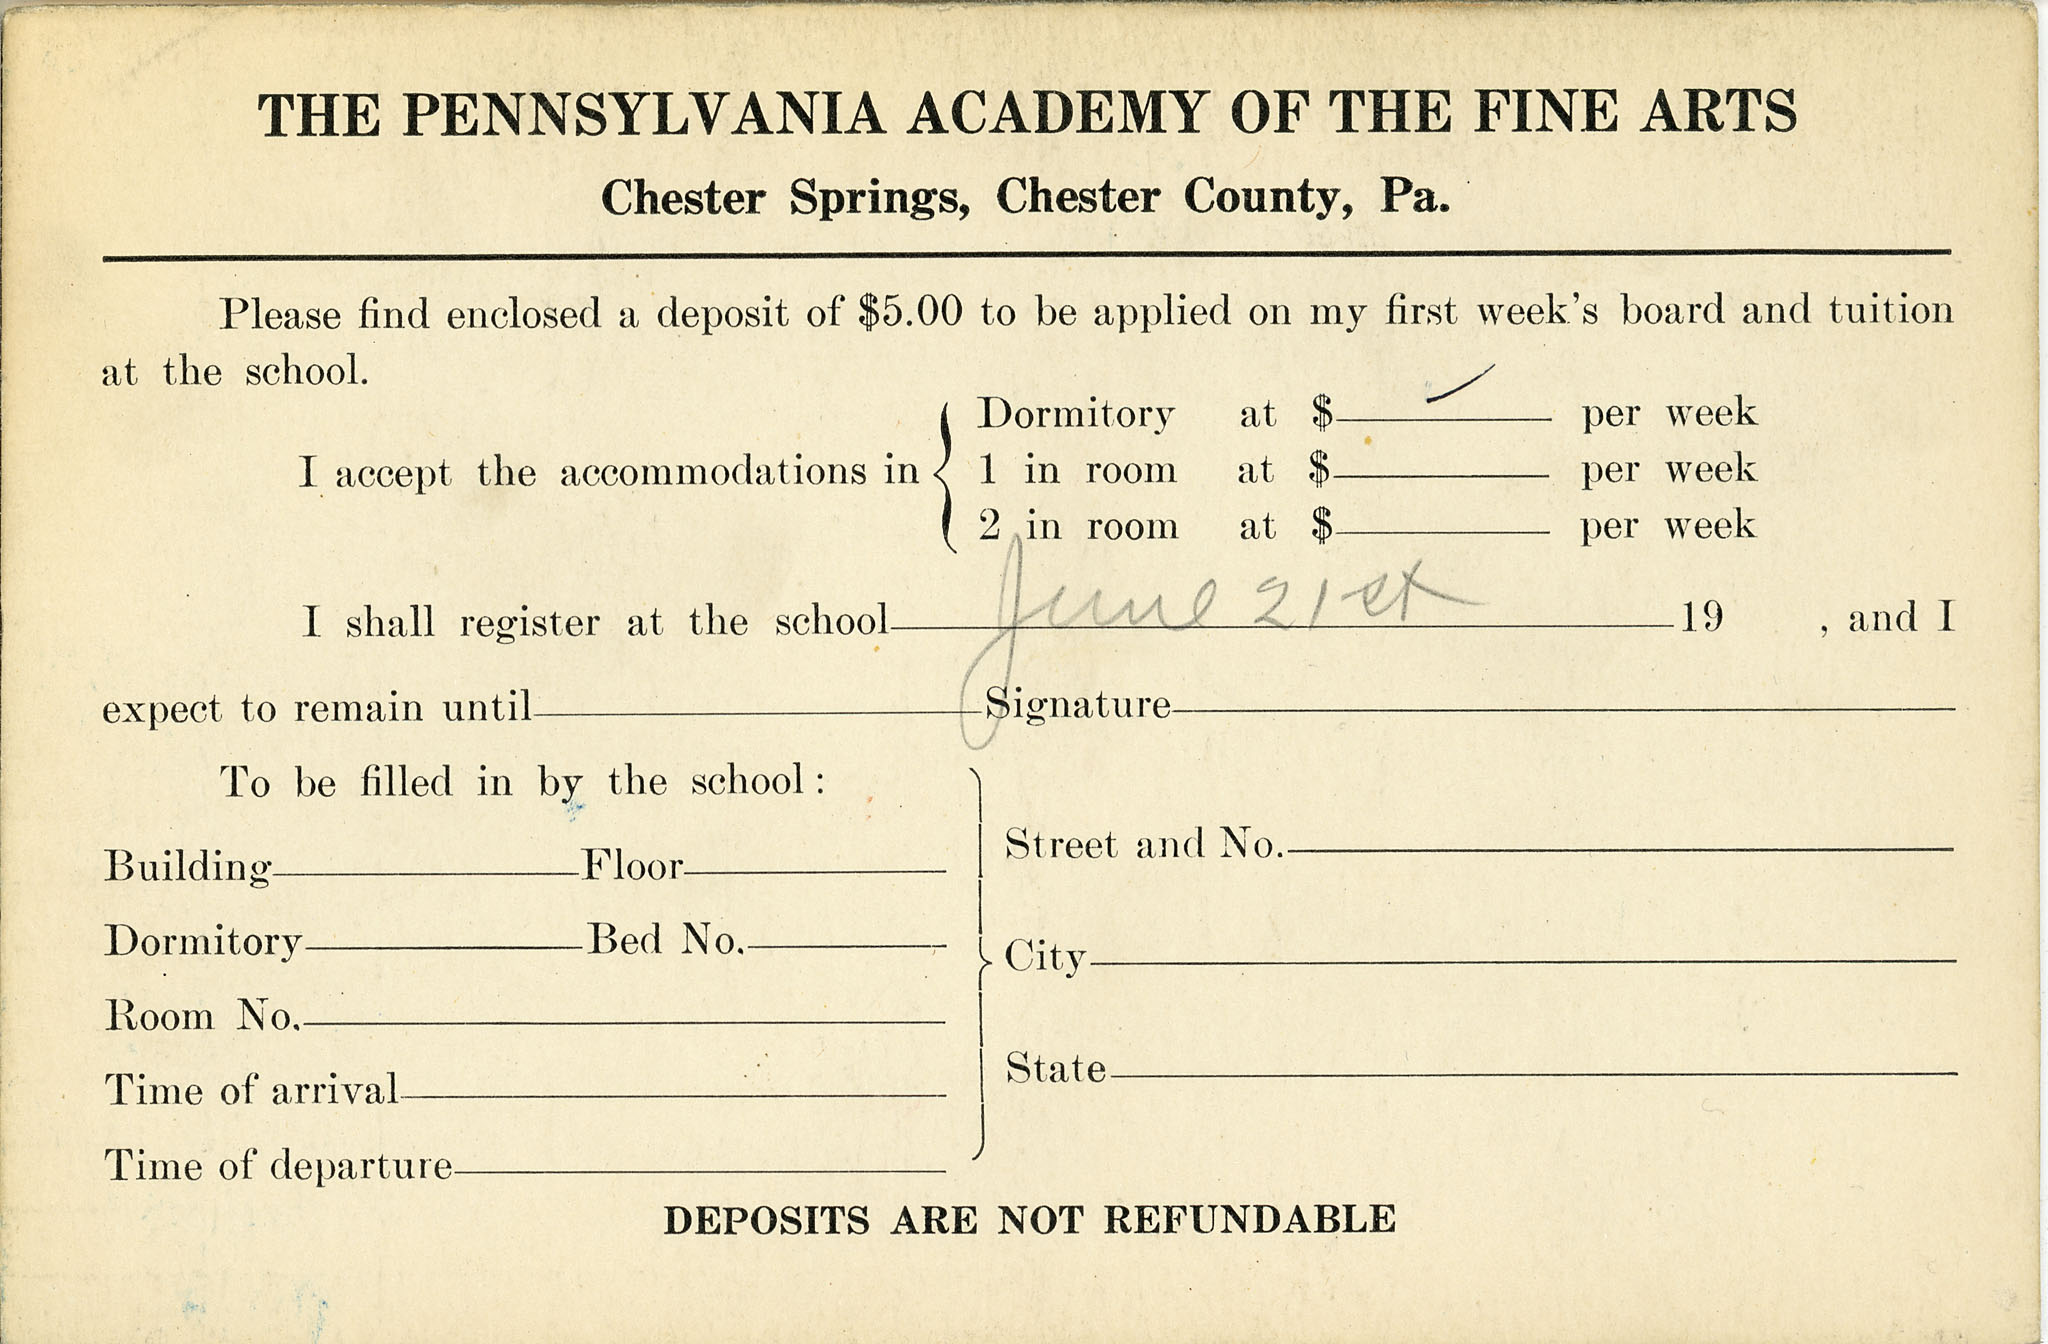 THE PENNSYLVANIA ACADEMY OF THE FINE ARTS
Chester Springs, Chester County, Pa.
Please find enclosed a deposit of $5.00 to be applied on my first week's board and tuition
at the school.
I accept the accommodations in
Dormitory at $ per week
1 in room at $ per week
2 in room at $ per week
I shall register at the school June 21st 19 , and I
expect to remain until Signature
To be filled in by the school:
Building Floor
Dormitory Bed No.
Room No.
Time of arrival
Time of departure
Street and No.
City
State
DEPOSITS ARE NOT REFUNDABLE